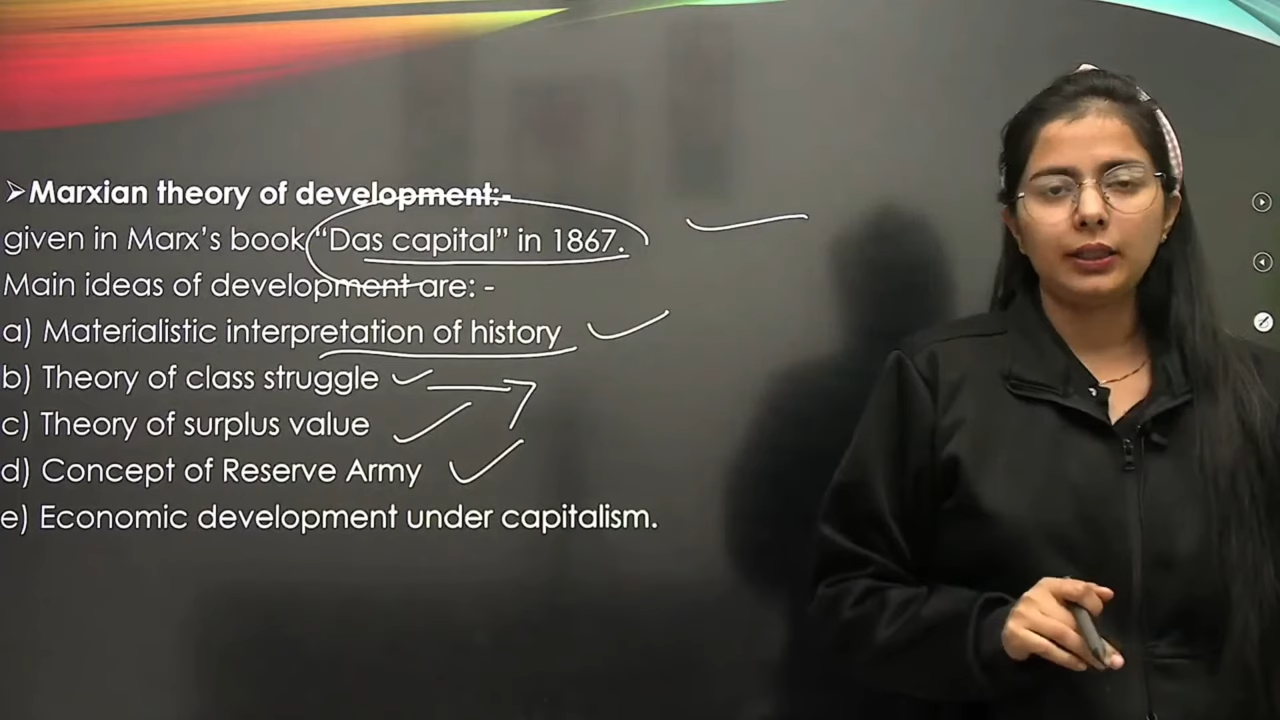 ➢Marxian theory of development:-
given in Marx's book "Das capital" in 1867.
Main ideas of development are: -
a) Materialistic interpretation of history
b) Theory of class struggle
c) Theory of surplus value
d) Concept of Reserve Army
e) Economic development under capitalism.